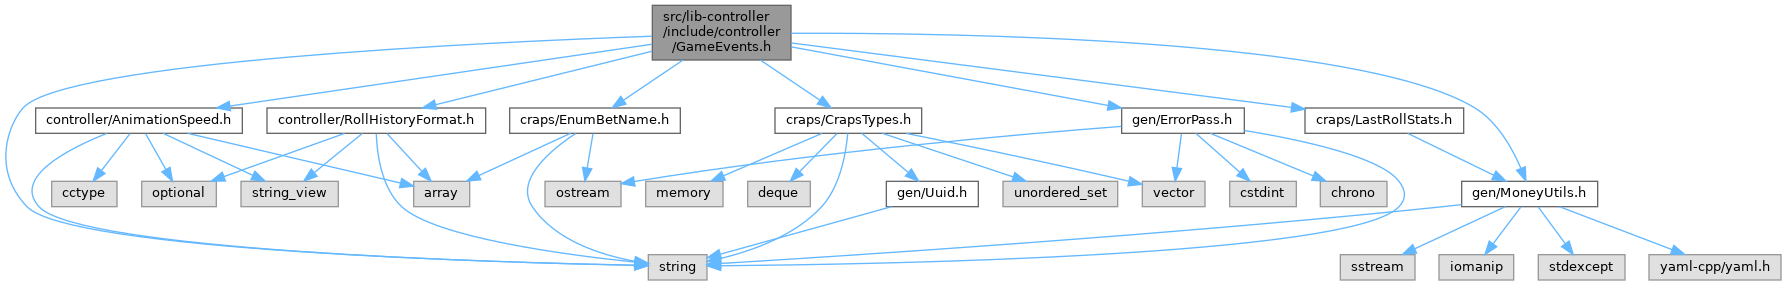 src/lib-controller
/include/controller
/GameEvents.h
controller/AnimationSpeed.h
controller/RollHistoryFormat.h
craps/EnumBetName.h
craps/CrapsTypes.h
gen/ErrorPass.h
craps/LastRollStats.h
cctype
optional
string_view
array
ostream
memory
deque
gen/Uuid.h
unordered_set
vector
cstdint
chrono
gen/MoneyUtils.h
string
sstream
iomanip
stdexcept
yaml-cpp/yaml.h